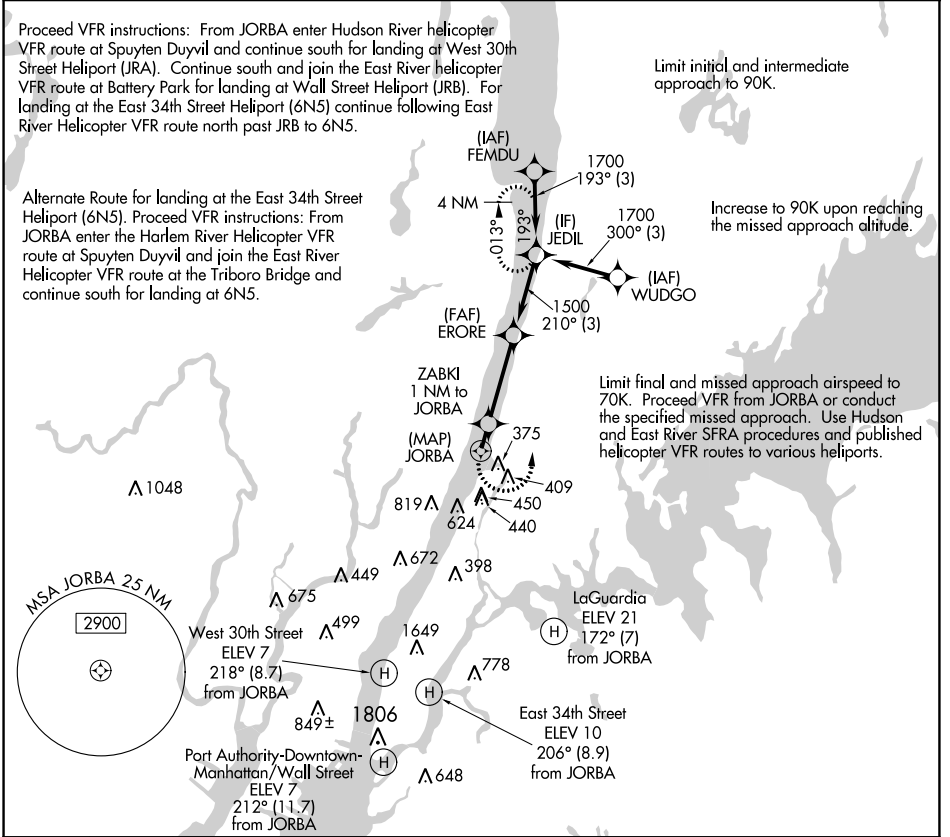 Proceed VFR instructions: From JORBA enter Hudson River helicopter
VFR route at Spuyten Duyvil and continue south for landing at West 30th
Street Heliport (JRA). Continue south and join the East River helicopter
VFR route at Battery Park for landing at Wall Street Heliport (JRB). For
landing at the East 34th Street Heliport (6N5) continue following East
River Helicopter VFR route north past JRB to 6N5.
Limit initial and intermediate
approach to 90K.
(IAF)
FEMDU
1700
193° (3)
Alternate Route for landing at the East 34th Street
Heliport (6N5). Proceed VFR instructions: From
JORBA enter the Harlem River Helicopter VFR
route at Spuyten Duyvil and join the East River
Helicopter VFR route at the Triboro Bridge and
continue south for landing at 6N5.
4 NM
013°
193°
(IF)
JEDIL
1700
300° (3)
Increase to 90K upon reaching
the missed approach altitude.
(IAF)
WUDGO
1500
210° (3)
(FAF)
ERORE
ZABKI
1 NM to
JORBA
Limit final and missed approach airspeed to
70K. Proceed VFR from JORBA or conduct
the specified missed approach. Use Hudson
and East River SFRA procedures and published
helicopter VFR routes to various heliports.
(MAP)
JORBA
375
409
1048
819
624
450
440
672
449
398
675
MSA JORBA 25 NM
2900
499
1649
778
West 30th Street
ELEV 7
218° (8.7)
from JORBA
H
LaGuardia
ELEV 21
172° (7)
from JORBA
H
H
East 34th Street
ELEV 10
206° (8.9)
from JORBA
849±
1806
Port Authority-Downtown-
Manhattan/Wall Street
ELEV 7
212° (11.7)
from JORBA
H
648